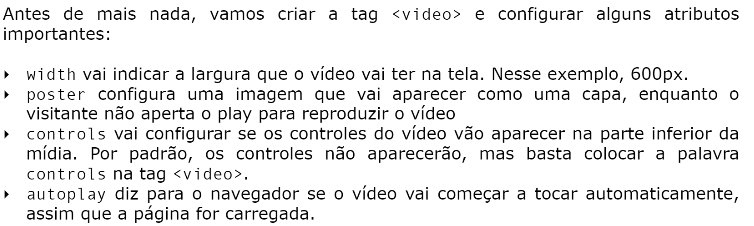 Antes de mais nada, vamos criar a tag <video> e configurar alguns atributos
importantes:
‣ width vai indicar a largura que o vídeo vai ter na tela. Nesse exemplo, 600px.
‣ poster configura uma imagem que vai aparecer como uma capa, enquanto o
visitante não aperta o play para reproduzir o vídeo
‣ controls vai configurar se os controles do vídeo vão aparecer na parte inferior da
mídia. Por padrão, os controles não aparecerão, mas basta colocar a palavra
controls na tag <video>.
‣ autoplay diz para o navegador se o vídeo vai começar a tocar automaticamente,
assim que a página for carregada.